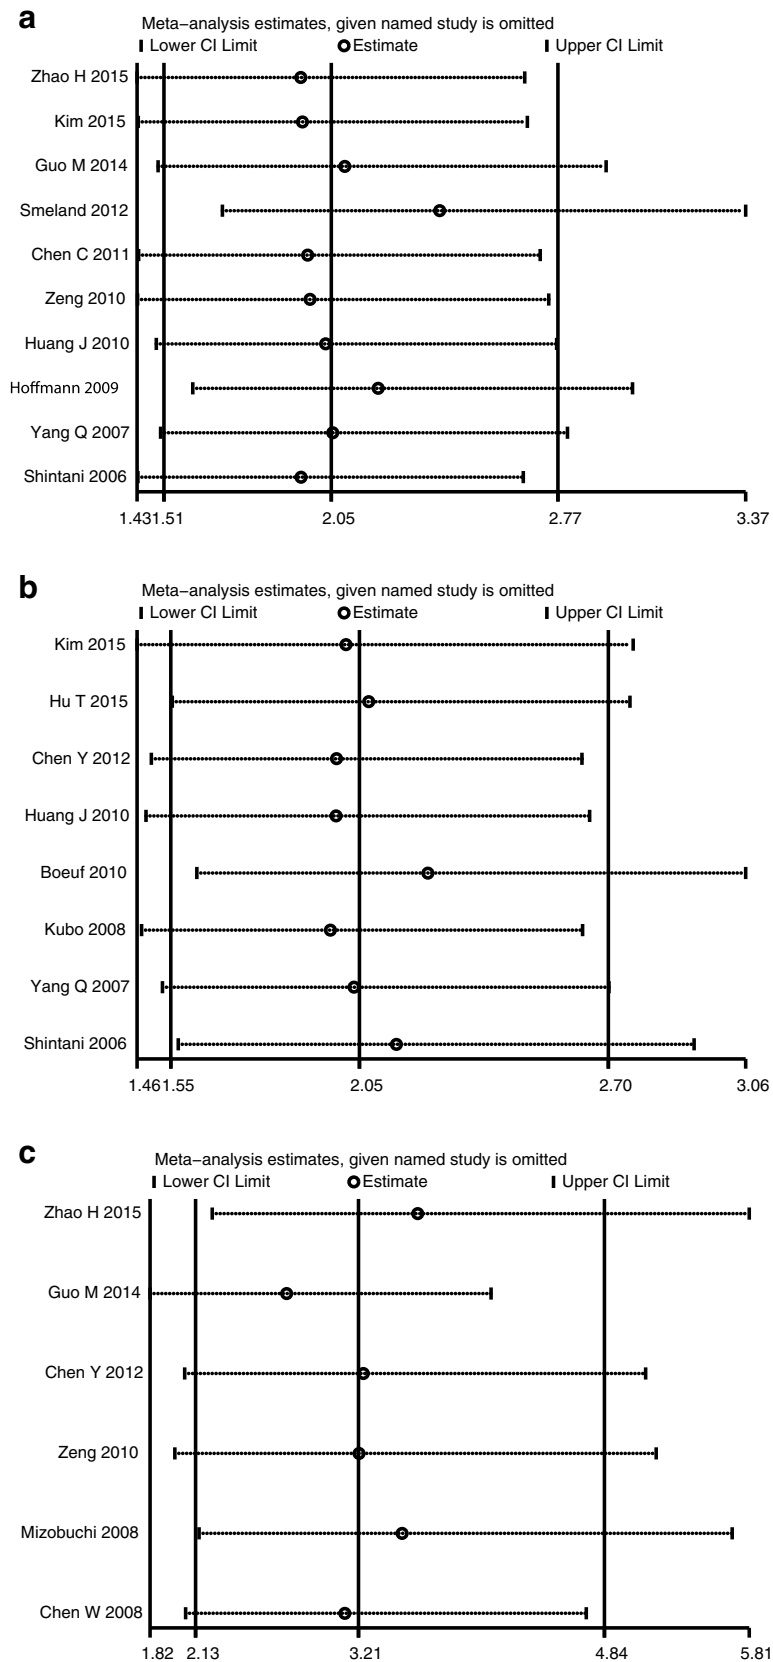 a
Meta−analysis estimates, given named study is omitted
Lower CI Limit Estimate Upper CI Limit
Zhao H 2015
Kim 2015
Guo M 2014
Smeland 2012
Chen C 2011
Zeng 2010
Huang J 2010
Hoffmann 2009
Yang Q 2007
Shintani 2006
1.43 1.51 2.05 2.77 3.37
b
Meta−analysis estimates, given named study is omitted
Lower CI Limit Estimate Upper CI Limit
Kim 2015
Hu T 2015
Chen Y 2012
Huang J 2010
Boeuf 2010
Kubo 2008
Yang Q 2007
Shintani 2006
1.46 1.55 2.05 2.70 3.06
c
Meta−analysis estimates, given named study is omitted
Lower CI Limit Estimate Upper CI Limit
Zhao H 2015
Guo M 2014
Chen Y 2012
Zeng 2010
Mizobuchi 2008
Chen W 2008
1.82 2.13 3.21 4.84 5.81